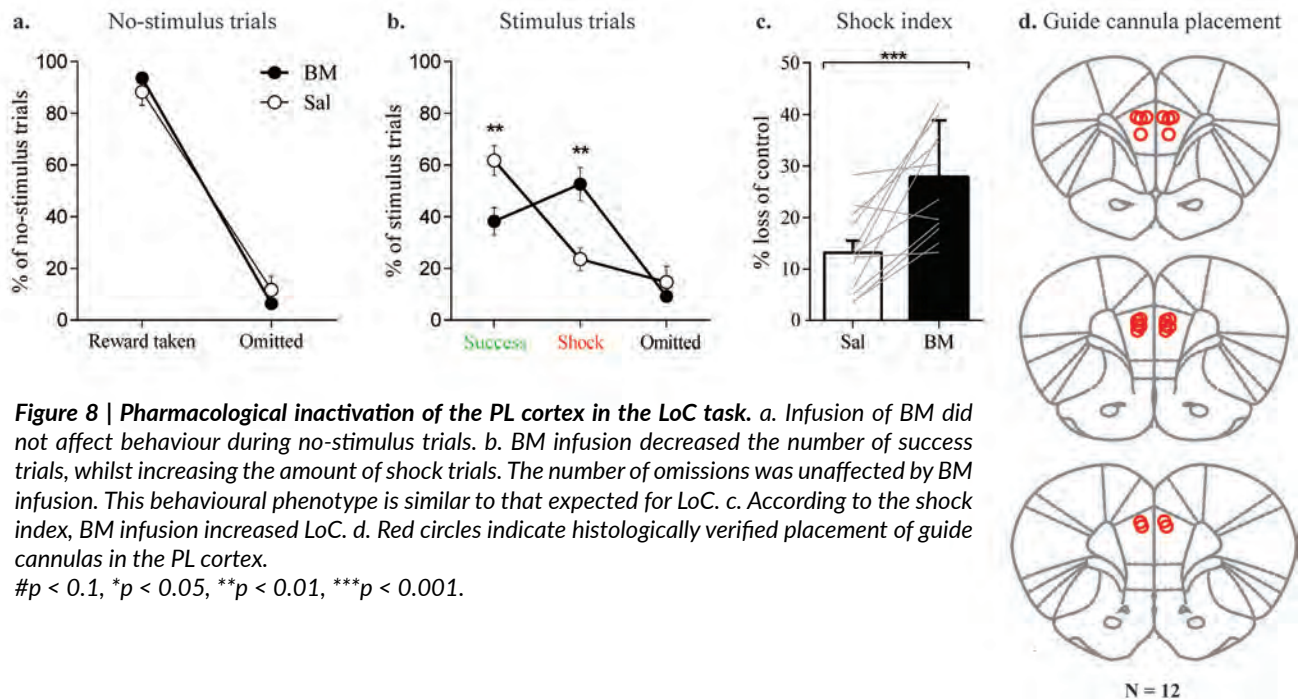 a. No-stimulus trials
% of no-stimulus trials
100
80
60
40
20
0
BM
Sal
Reward taken Omitted
b. Stimulus trials
% of stimulus trials
100
80
60
40
20
0
**
**
Success Shock Omitted
c. Shock index
% loss of control
50
40
30
20
10
0
***
Sal BM
d. Guide cannula placement
N = 12
Figure 8 | Pharmacological inactivation of the PL cortex in the LoC task. a. Infusion of BM did
not affect behaviour during no-stimulus trials. b. BM infusion decreased the number of success
trials, whilst increasing the amount of shock trials. The number of omissions was unaffected by BM
infusion. This behavioural phenotype is similar to that expected for LoC. c. According to the shock
index, BM infusion increased LoC. d. Red circles indicate histologically verified placement of guide
cannulas in the PL cortex.
#p < 0.1, *p < 0.05, **p < 0.01, ***p < 0.001.